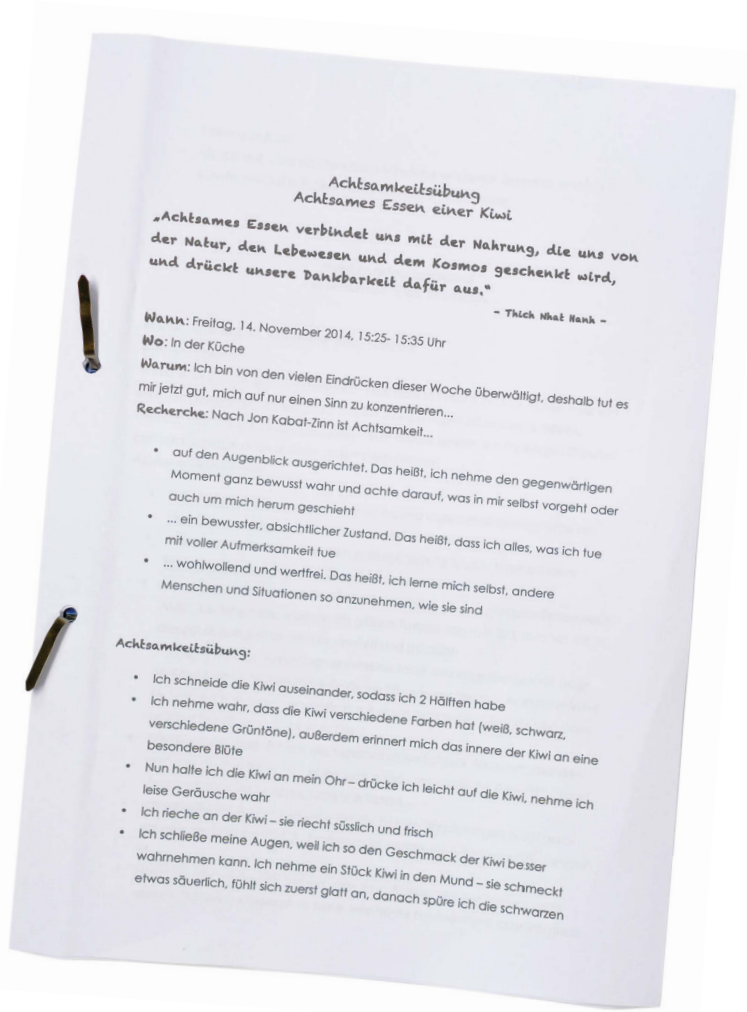 Achtsamkeitsübung
Achtsames Essen einer Kiwi
„Achtsames Essen verbindet uns mit der Nahrung, die uns von
der Natur, den Lebewesen und dem Kosmos geschenkt wird,
und drückt unsere Dankbarkeit dafür aus."
- Thich Nhat Hanh -
Wann: Freitag, 14. November 2014, 15:25- 15:35 Uhr
Wo: In der Küche
Warum: Ich bin von den vielen Eindrücken dieser Woche überwältigt, deshalb tut es
mir jetzt gut, mich auf nur einen Sinn zu konzentrieren...
Recherche: Nach Jon Kabat-Zinn ist Achtsamkeit...
• auf den Augenblick ausgerichtet. Das heißt, ich nehme den gegenwärtigen
Moment ganz bewusst wahr und achte darauf, was in mir selbst vorgeht oder
auch um mich herum geschieht
• ... ein bewusster, absichtlicher Zustand. Das heißt, dass ich alles, was ich tue
mit voller Aufmerksamkeit tue
• ... wohlwollend und wertfrei. Das heißt, ich lerne mich selbst, andere
Menschen und Situationen so anzunehmen, wie sie sind
Achtsamkeitsübung:
• Ich schneide die Kiwi auseinander, sodass ich 2 Hälften habe
• Ich nehme wahr, dass die Kiwi verschiedene Farben hat (weiß, schwarz,
verschiedene Grüntöne), außerdem erinnert mich das innere der Kiwi an eine
besondere Blüte
• Nun halte ich die Kiwi an mein Ohr – drücke ich leicht auf die Kiwi, nehme ich
leise Geräusche wahr
• Ich rieche an der Kiwi – sie riecht süsslich und frisch
• Ich schließe meine Augen, weil ich so den Geschmack der Kiwi besser
wahrnehmen kann. Ich nehme ein Stück Kiwi in den Mund – sie schmeckt
etwas säuerlich, fühlt sich zuerst glatt an, danach spüre ich die schwarzen